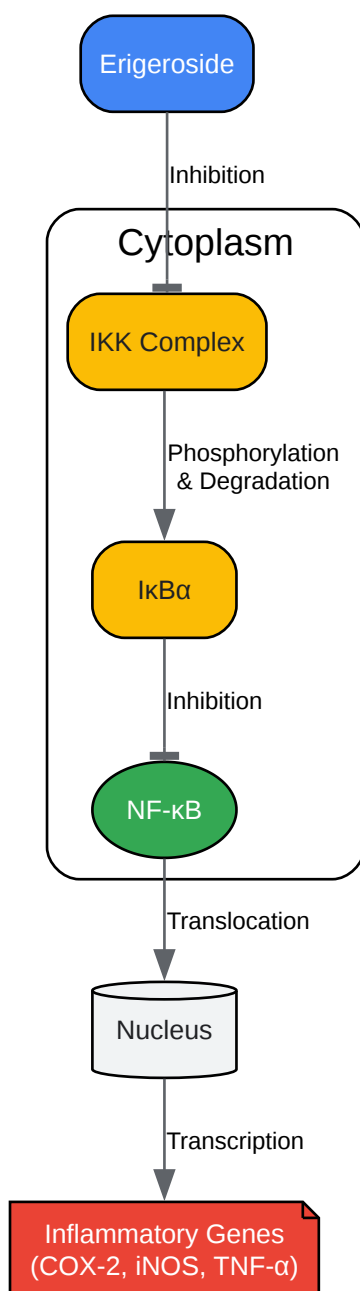 Erigeroside
Inhibition
Cytoplasm
IKK Complex
Phosphorylation
& Degradation
IκBα
Inhibition
NF-κB
Translocation
Nucleus
Transcription
Inflammatory Genes
(COX-2, iNOS, TNF-α)